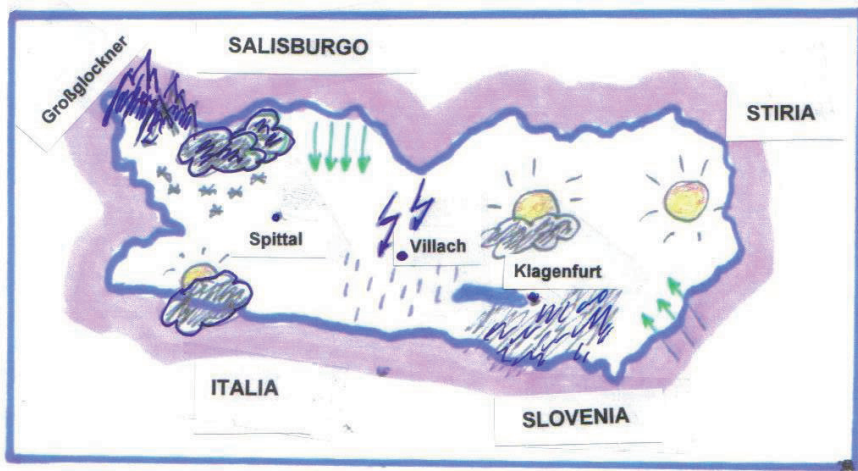 Großglockner
SALISBURGO
STIRIA
Spittal
Villach
Klagenfurt
ITALIA
SLOVENIA